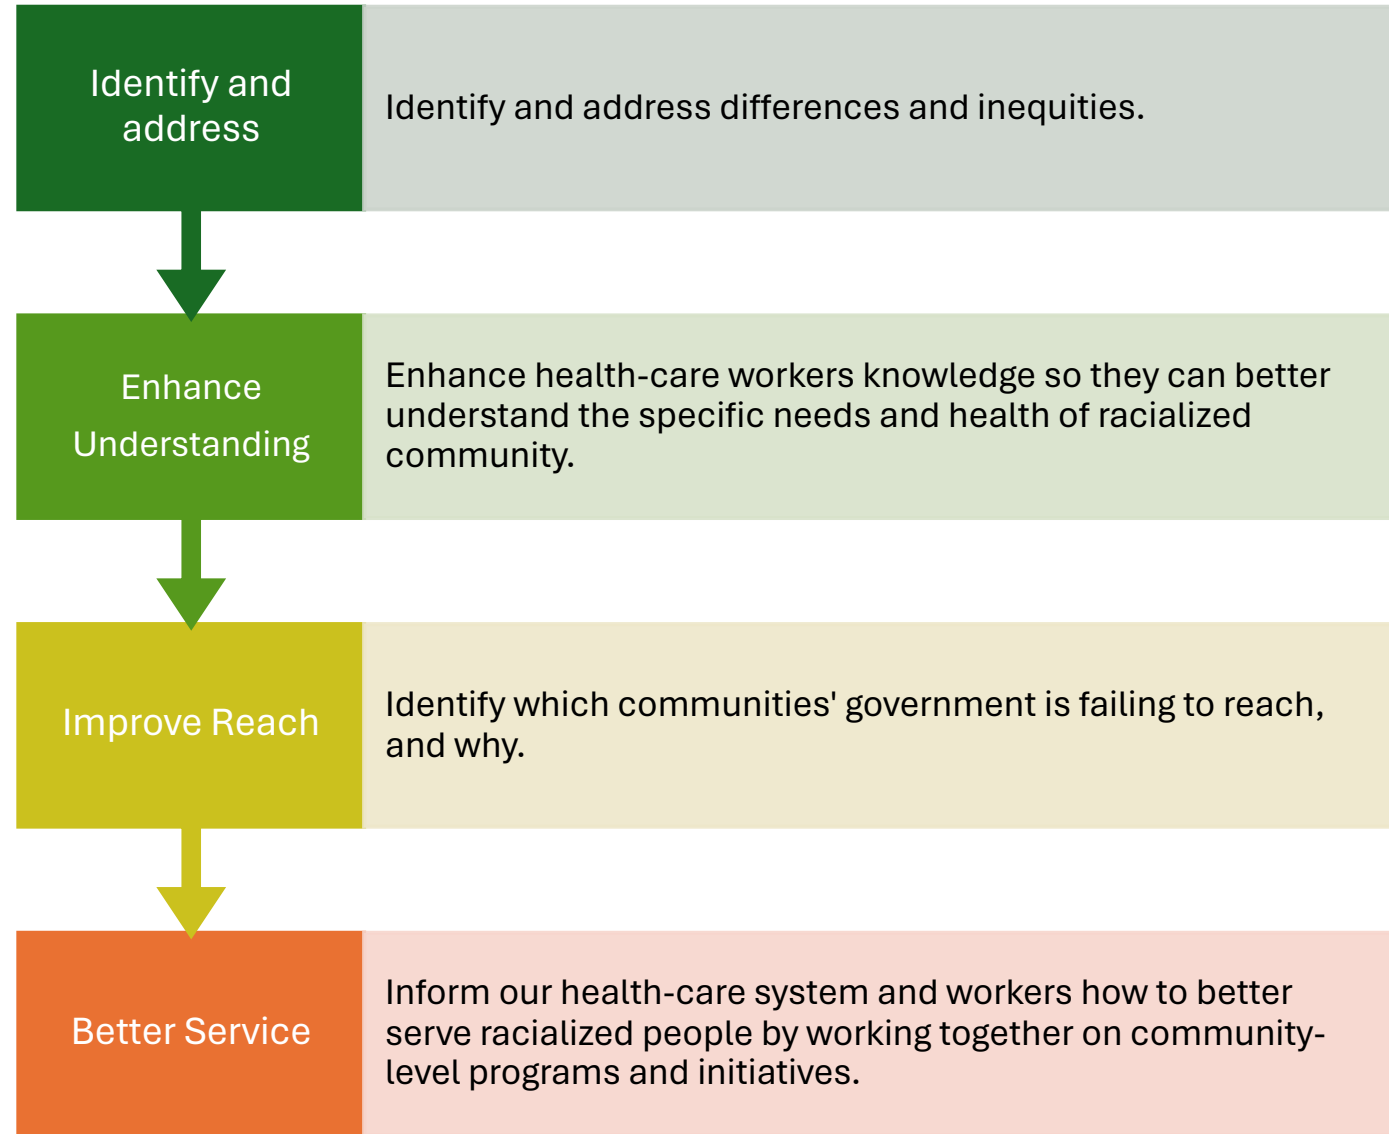 Identify and
address
Identify and address differences and inequities.
Enhance
Understanding
Enhance health-care workers knowledge so they can better
understand the specific needs and health of racialized
community.
Improve Reach
Identify which communities' government is failing to reach,
and why.
Better Service
Inform our health-care system and workers how to better
serve racialized people by working together on community-
level programs and initiatives.